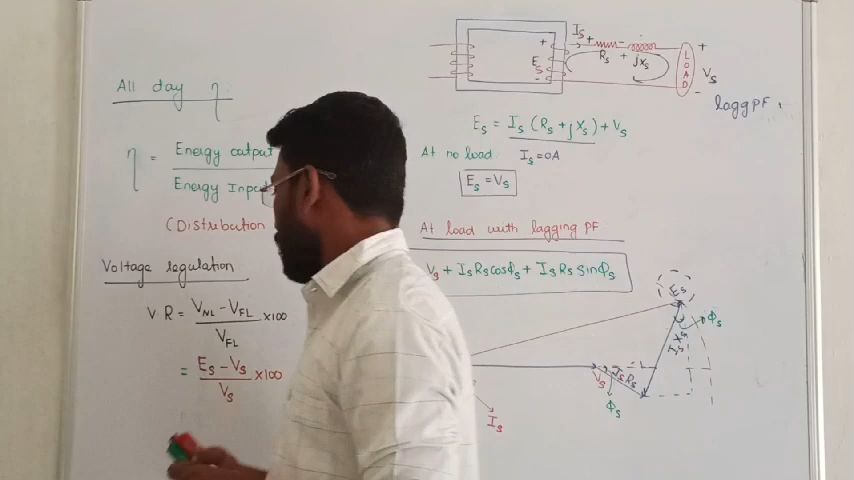 All day η:
η = Energy output
Energy Input
(Distribution
Voltage regulation
V·R = V_NL - V_FL / V_FL × 100
= E_s - V_s / V_s × 100
I_s
R_s + jX_s
+
E_s
-
LOAD
+
V_s
-
lagg PF
E_s = I_s (R_s + jX_s) + V_s
At no load I_s = 0A
E_s = V_s
At load with lagging PF
V_s + I_s R_s cosϕ_s + I_s R_s sinϕ_s
E_s
ϕ_s
X_s
I_s
V_s
I_s R_s
ϕ_s
I_s